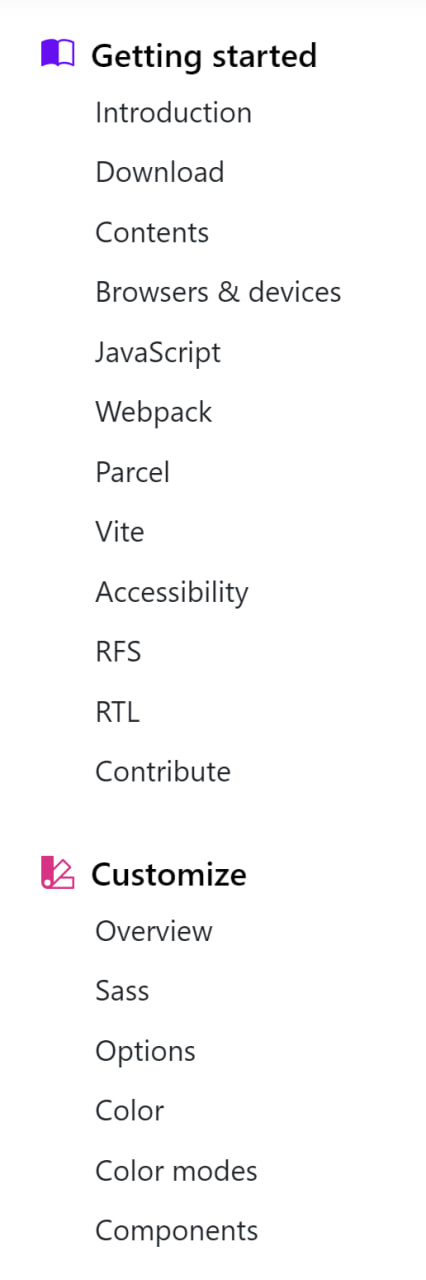 Getting started
Introduction
Download
Contents
Browsers & devices
JavaScript
Webpack
Parcel
Vite
Accessibility
RFS
RTL
Contribute
Customize
Overview
Sass
Options
Color
Color modes
Components